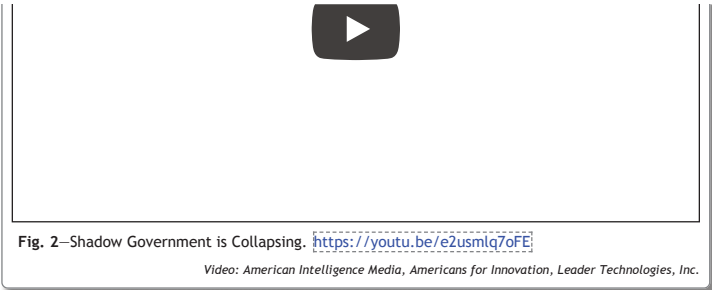 Fig. 2—Shadow Government is Collapsing. https://youtu.be/e2usmlq7oFE
Video: American Intelligence Media, Americans for Innovation, Leader Technologies, Inc.